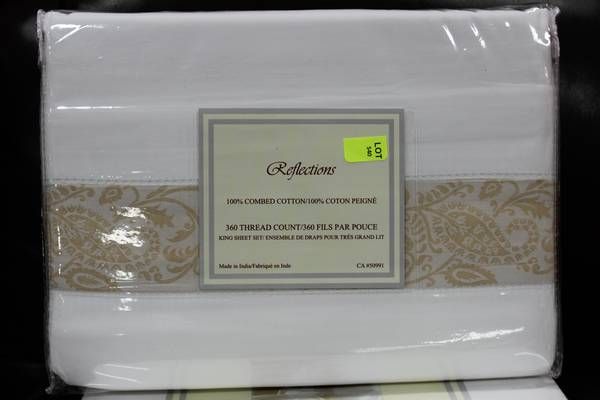 Reflections
LOT
540
100% COMBED COTTON/100% COTON PEIGNÉ
360 THREAD COUNT/360 FILS PAR POUCE
KING SHEET SET/ ENSEMBLE DE DRAPS POUR TRÈS GRAND LIT
Made in India/Fabriqué en Inde
CA #50991